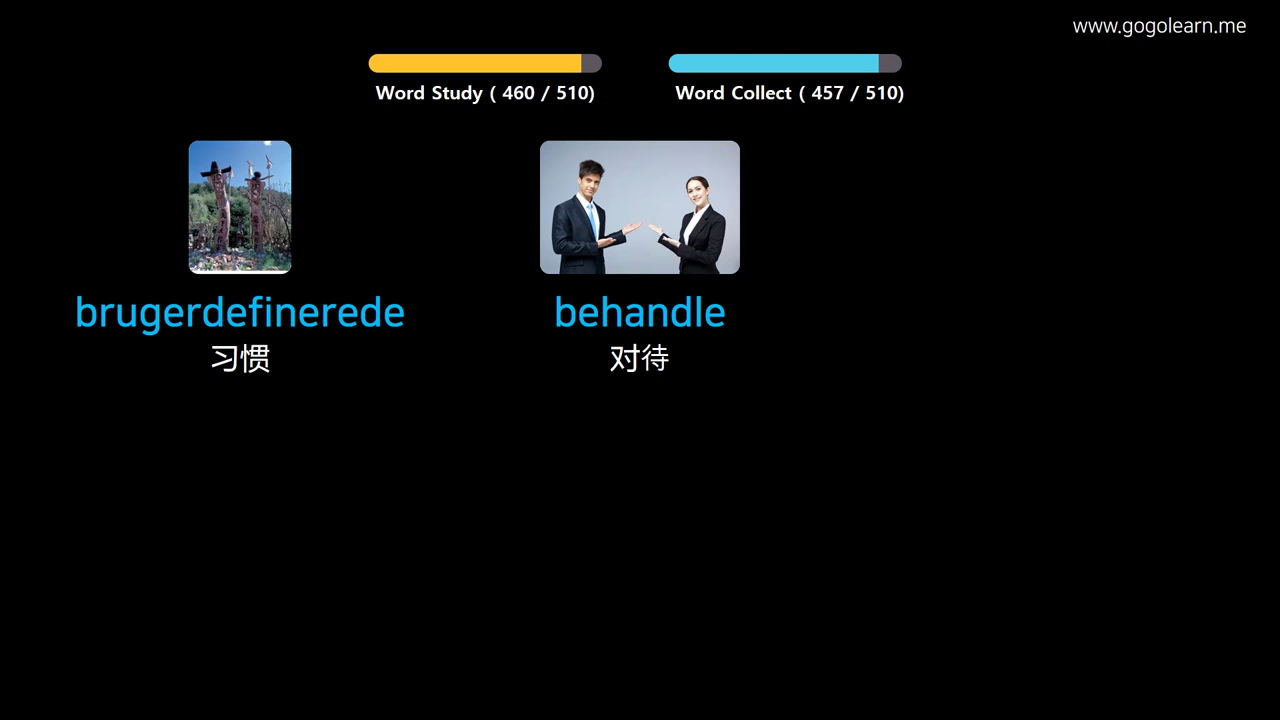 www.gogolearn.me
Word Study ( 460 / 510)
Word Collect ( 457 / 510)
brugerdefinerede
习惯
behandle
对待